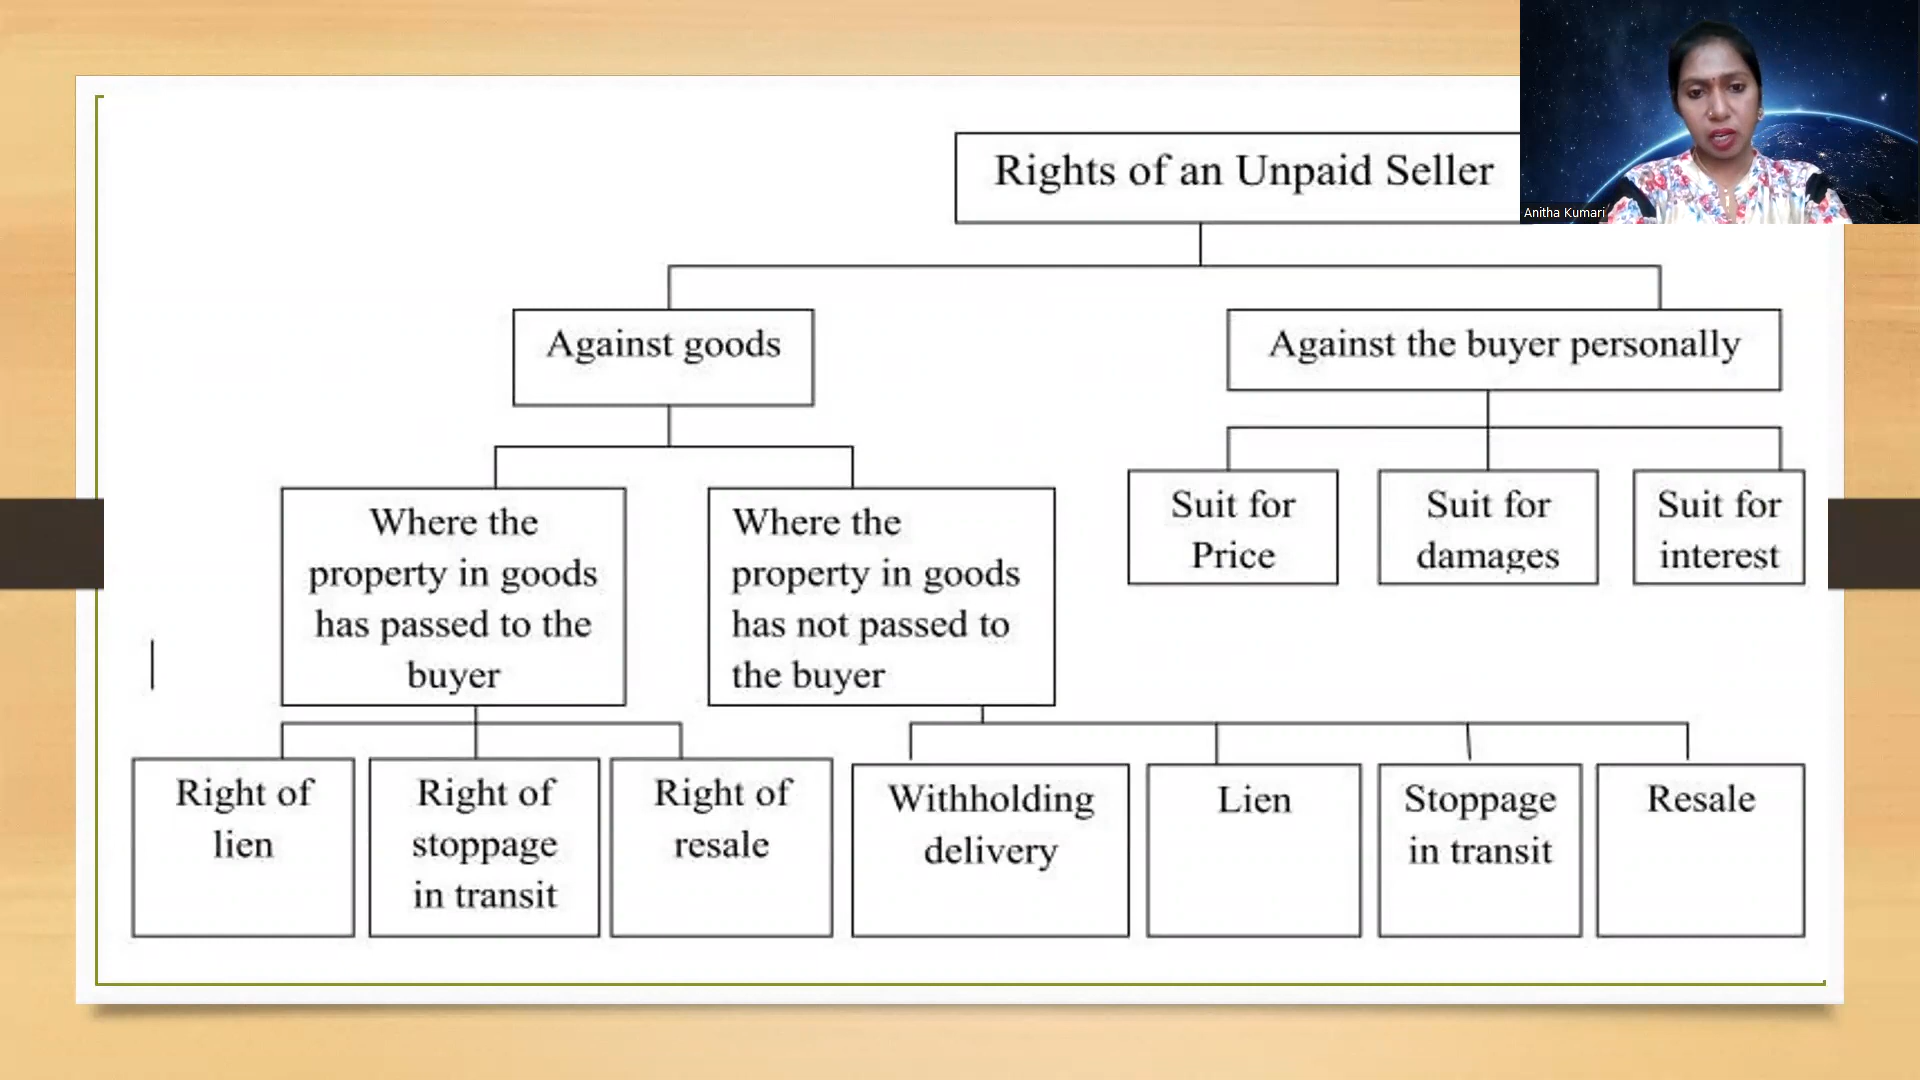 Rights of an Unpaid Seller
Anitha Kumari
Against goods
Against the buyer personally
Where the
property in goods
has passed to the
buyer
Where the
property in goods
has not passed to
the buyer
Suit for
Price
Suit for
damages
Suit for
interest
Right of
lien
Right of
stoppage
in transit
Right of
resale
Withholding
delivery
Lien
Stoppage
in transit
Resale